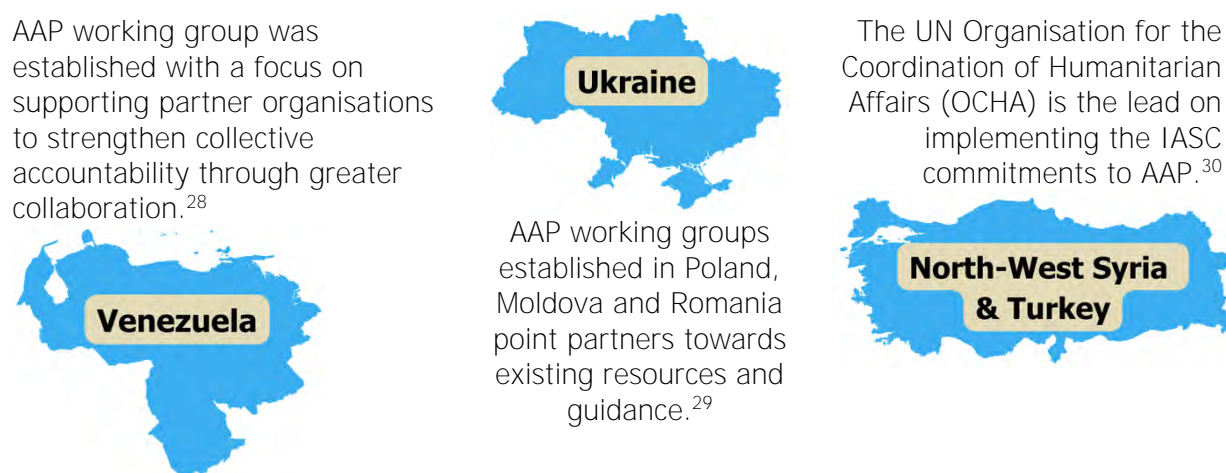 AAP working group was
established with a focus on
supporting partner organisations
to strengthen collective
accountability through greater
collaboration.28
Venezuela
Ukraine
AAP working groups
established in Poland,
Moldova and Romania
point partners towards
existing resources and
guidance.29
The UN Organisation for the
Coordination of Humanitarian
Affairs (OCHA) is the lead on
implementing the IASC
commitments to AAP.30
North-West Syria
& Turkey